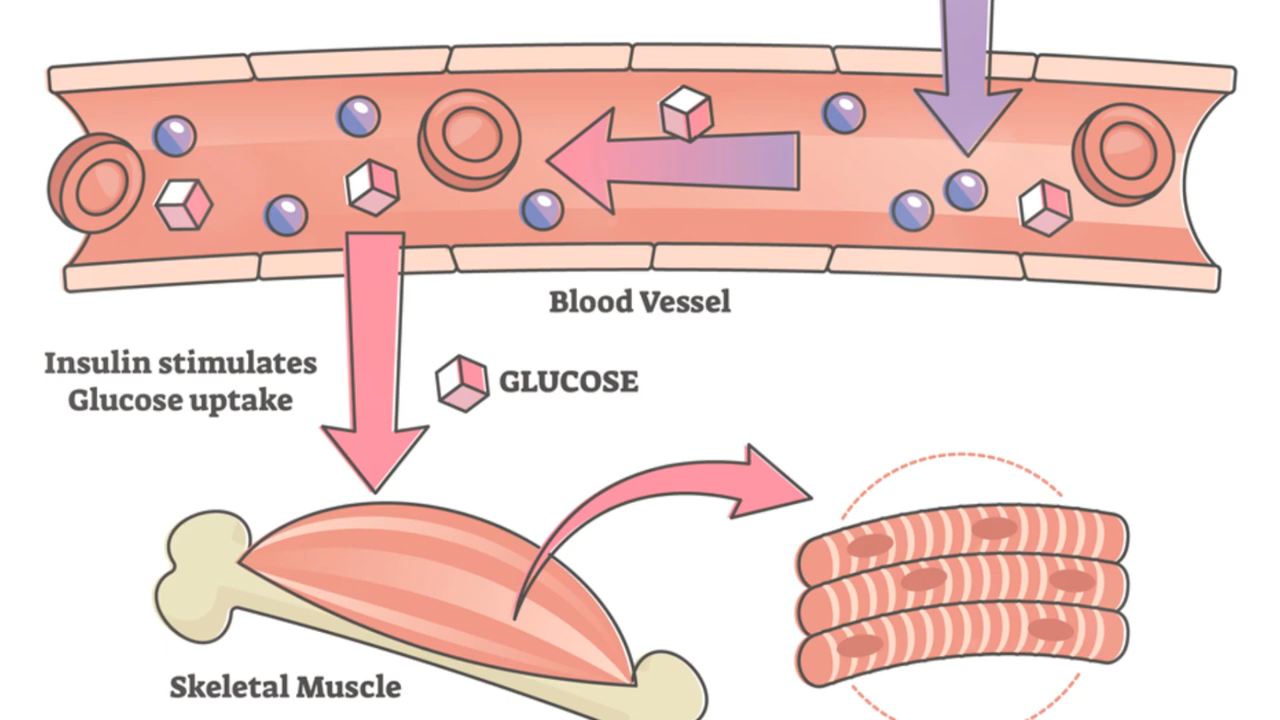 Blood Vessel
Insulin stimulates
Glucose uptake
GLUCOSE
Skeletal Muscle